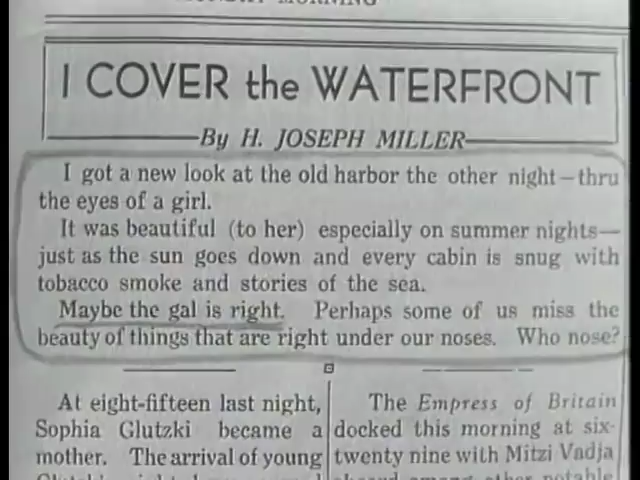 I COVER the WATERFRONT
By H. JOSEPH MILLER
I got a new look at the old harbor the other night—thru
the eyes of a girl.
It was beautiful (to her) especially on summer nights—
just as the sun goes down and every cabin is snug with
tobacco smoke and stories of the sea.
Maybe the gal is right. Perhaps some of us miss the
beauty of things that are right under our noses. Who nose?
At eight-fifteen last night,
Sophia Glutzki became a
mother. The arrival of young
The Empress of Britain
docked this morning at six-
twenty nine with Mitzi Vadja